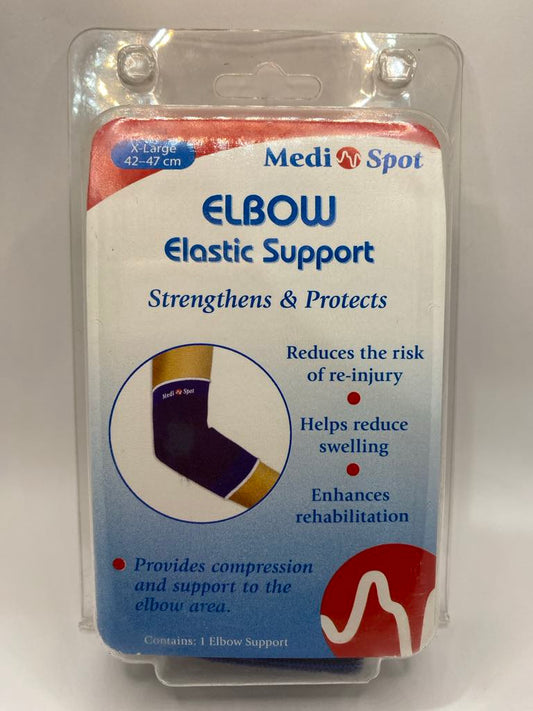 X-Large
42–47 cm
Medi Spot
ELBOW
Elastic Support
Strengthens & Protects
Medi Spot
Reduces the risk
of re-injury
Helps reduce
swelling
Enhances
rehabilitation
Provides compression
and support to the
elbow area.
Contains: 1 Elbow Support